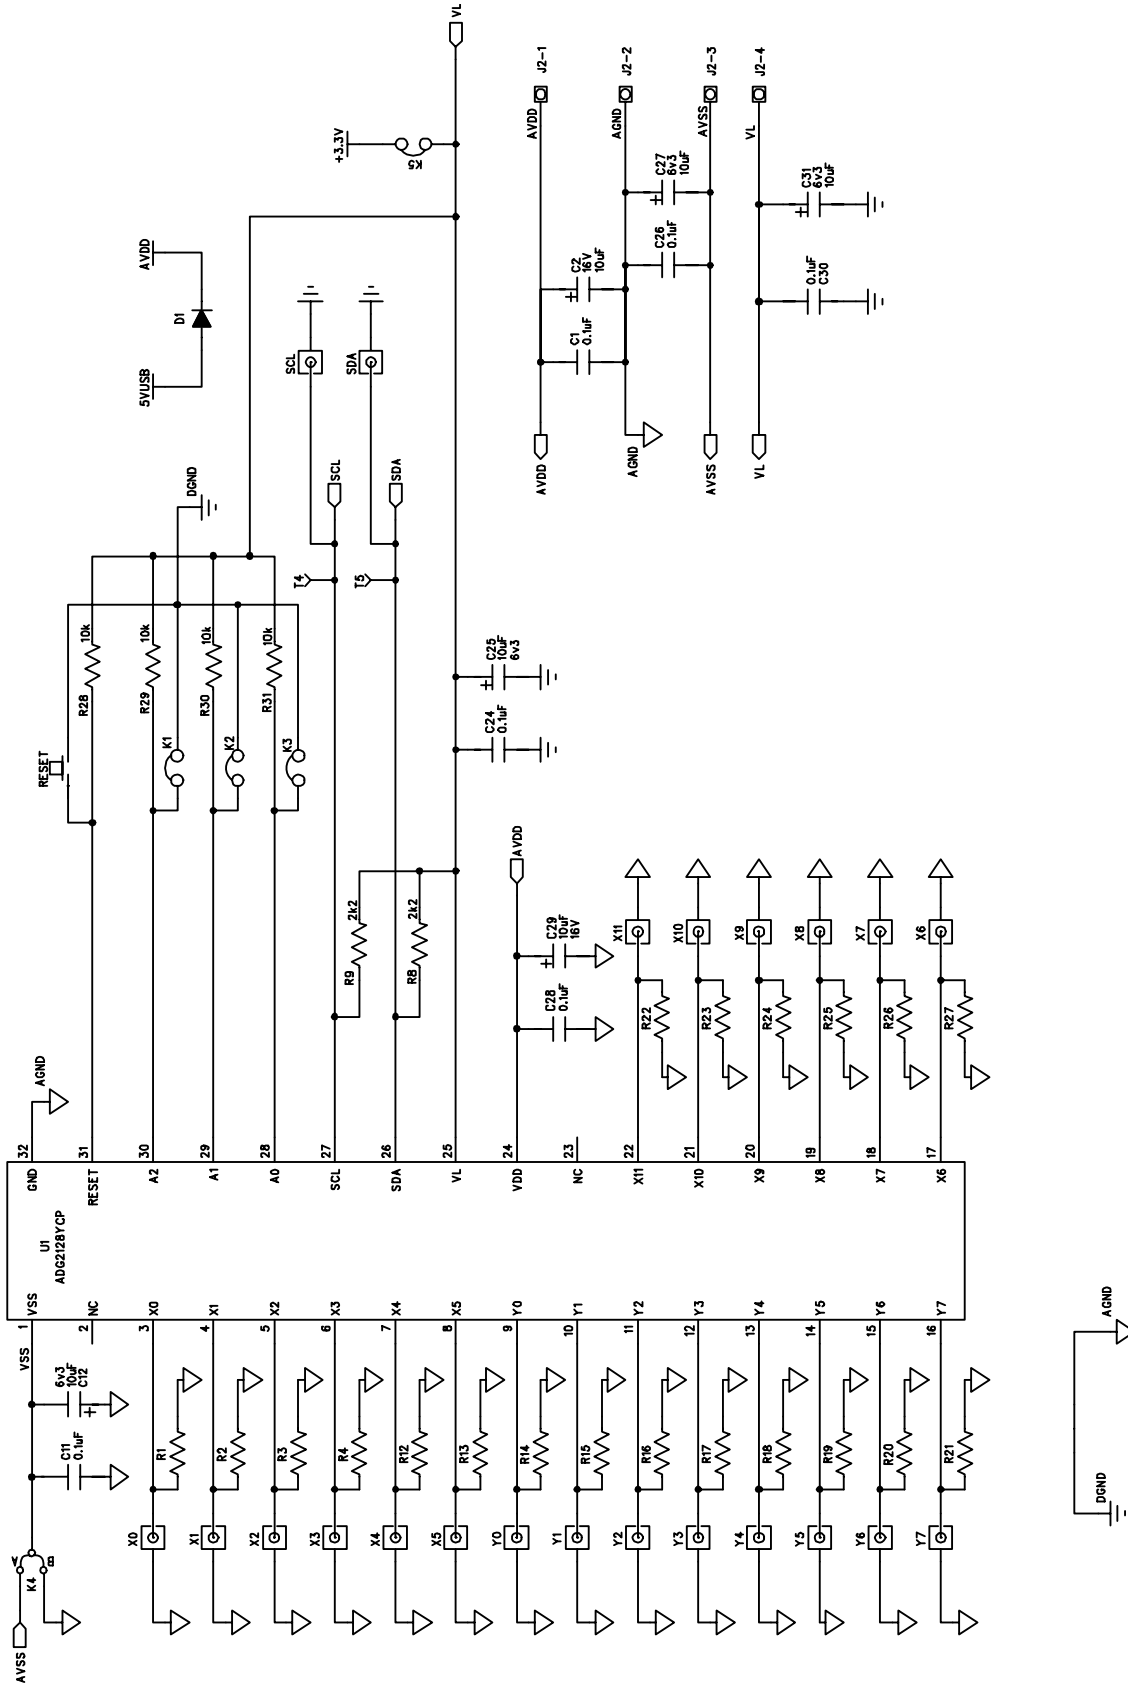 AVSS
K4
A
B
C11
0.1uF
6v3
10uF
C12
VSS
1
VSS
2
NC
3
X0
4
X1
5
X2
6
X3
7
X4
8
X5
9
Y0
10
Y1
11
Y2
12
Y3
13
Y4
14
Y5
15
Y6
16
Y7
U1
ADG2128YCP
GND
32
RESET
31
A2
30
A1
29
A0
28
SCL
27
SDA
26
VL
25
VDD
24
NC
23
X11
22
X10
21
X9
20
X8
19
X7
18
X6
17
X0
R1
X1
R2
X2
R3
X3
R4
X4
R12
X5
R13
Y0
R14
Y1
R15
Y2
R16
Y3
R17
Y4
R18
Y5
R19
Y6
R20
Y7
R21
AGND
RESET
R28
10k
R29
10k
K1
R30
10k
K2
R31
10k
K3
DGND
R9
2k2
R8
2k2
T4
SCL
SCL
T5
SDA
SDA
5VUSB
D1
AVDD
+3.3V
K5
VL
C24
0.1uF
C25
10uF
6v3
AVDD
C28
0.1uF
C29
10uF
16V
R22
X11
R23
X10
R24
X9
R25
X8
R26
X7
R27
X6
AVDD
C1
0.1uF
C2
16V
10uF
AVDD
J2-1
AGND
AGND
J2-2
C26
0.1uF
C27
6v3
10uF
AVSS
AVSS
J2-3
VL
VL
J2-4
0.1uF
C30
C31
6v3
10uF
DGND
AGND